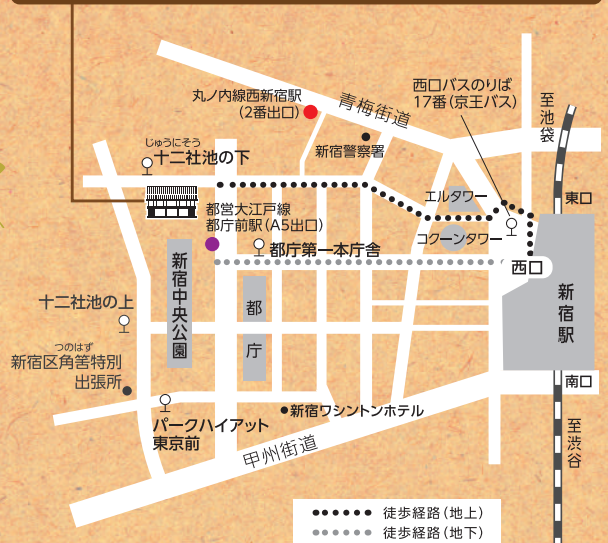 丸ノ内線西新宿駅
(2番出口)
青梅街道
西口バスのりば
17番(京王バス)
至池袋
じゅうにそう
十二社池の下
新宿警察署
エルタワー
東口
都営大江戸線
都庁前駅(A5出口)
コクーンタワー
都庁第一本庁舎
西口
新宿中央公園
新宿駅
十二社池の上
都庁
つのはず
新宿区角筈特別
出張所
南口
パークハイアット
東京前
新宿ワシントンホテル
甲州街道
至渋谷
徒歩経路(地上)
徒歩経路(地下)